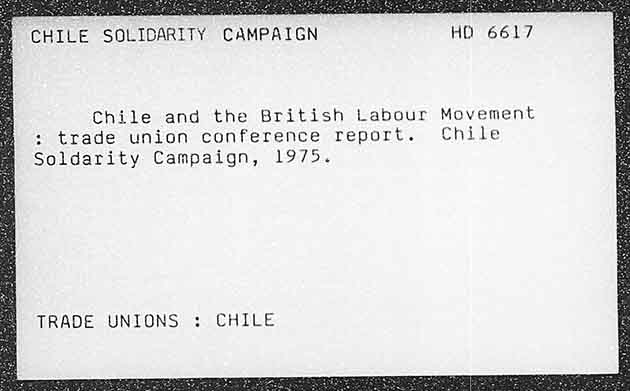 CHILE SOLIDARITY CAMPAIGN HD 6617
Chile and the British Labour Movement
: trade union conference report. Chile
Soldarity Campaign, 1975.
TRADE UNIONS : CHILE